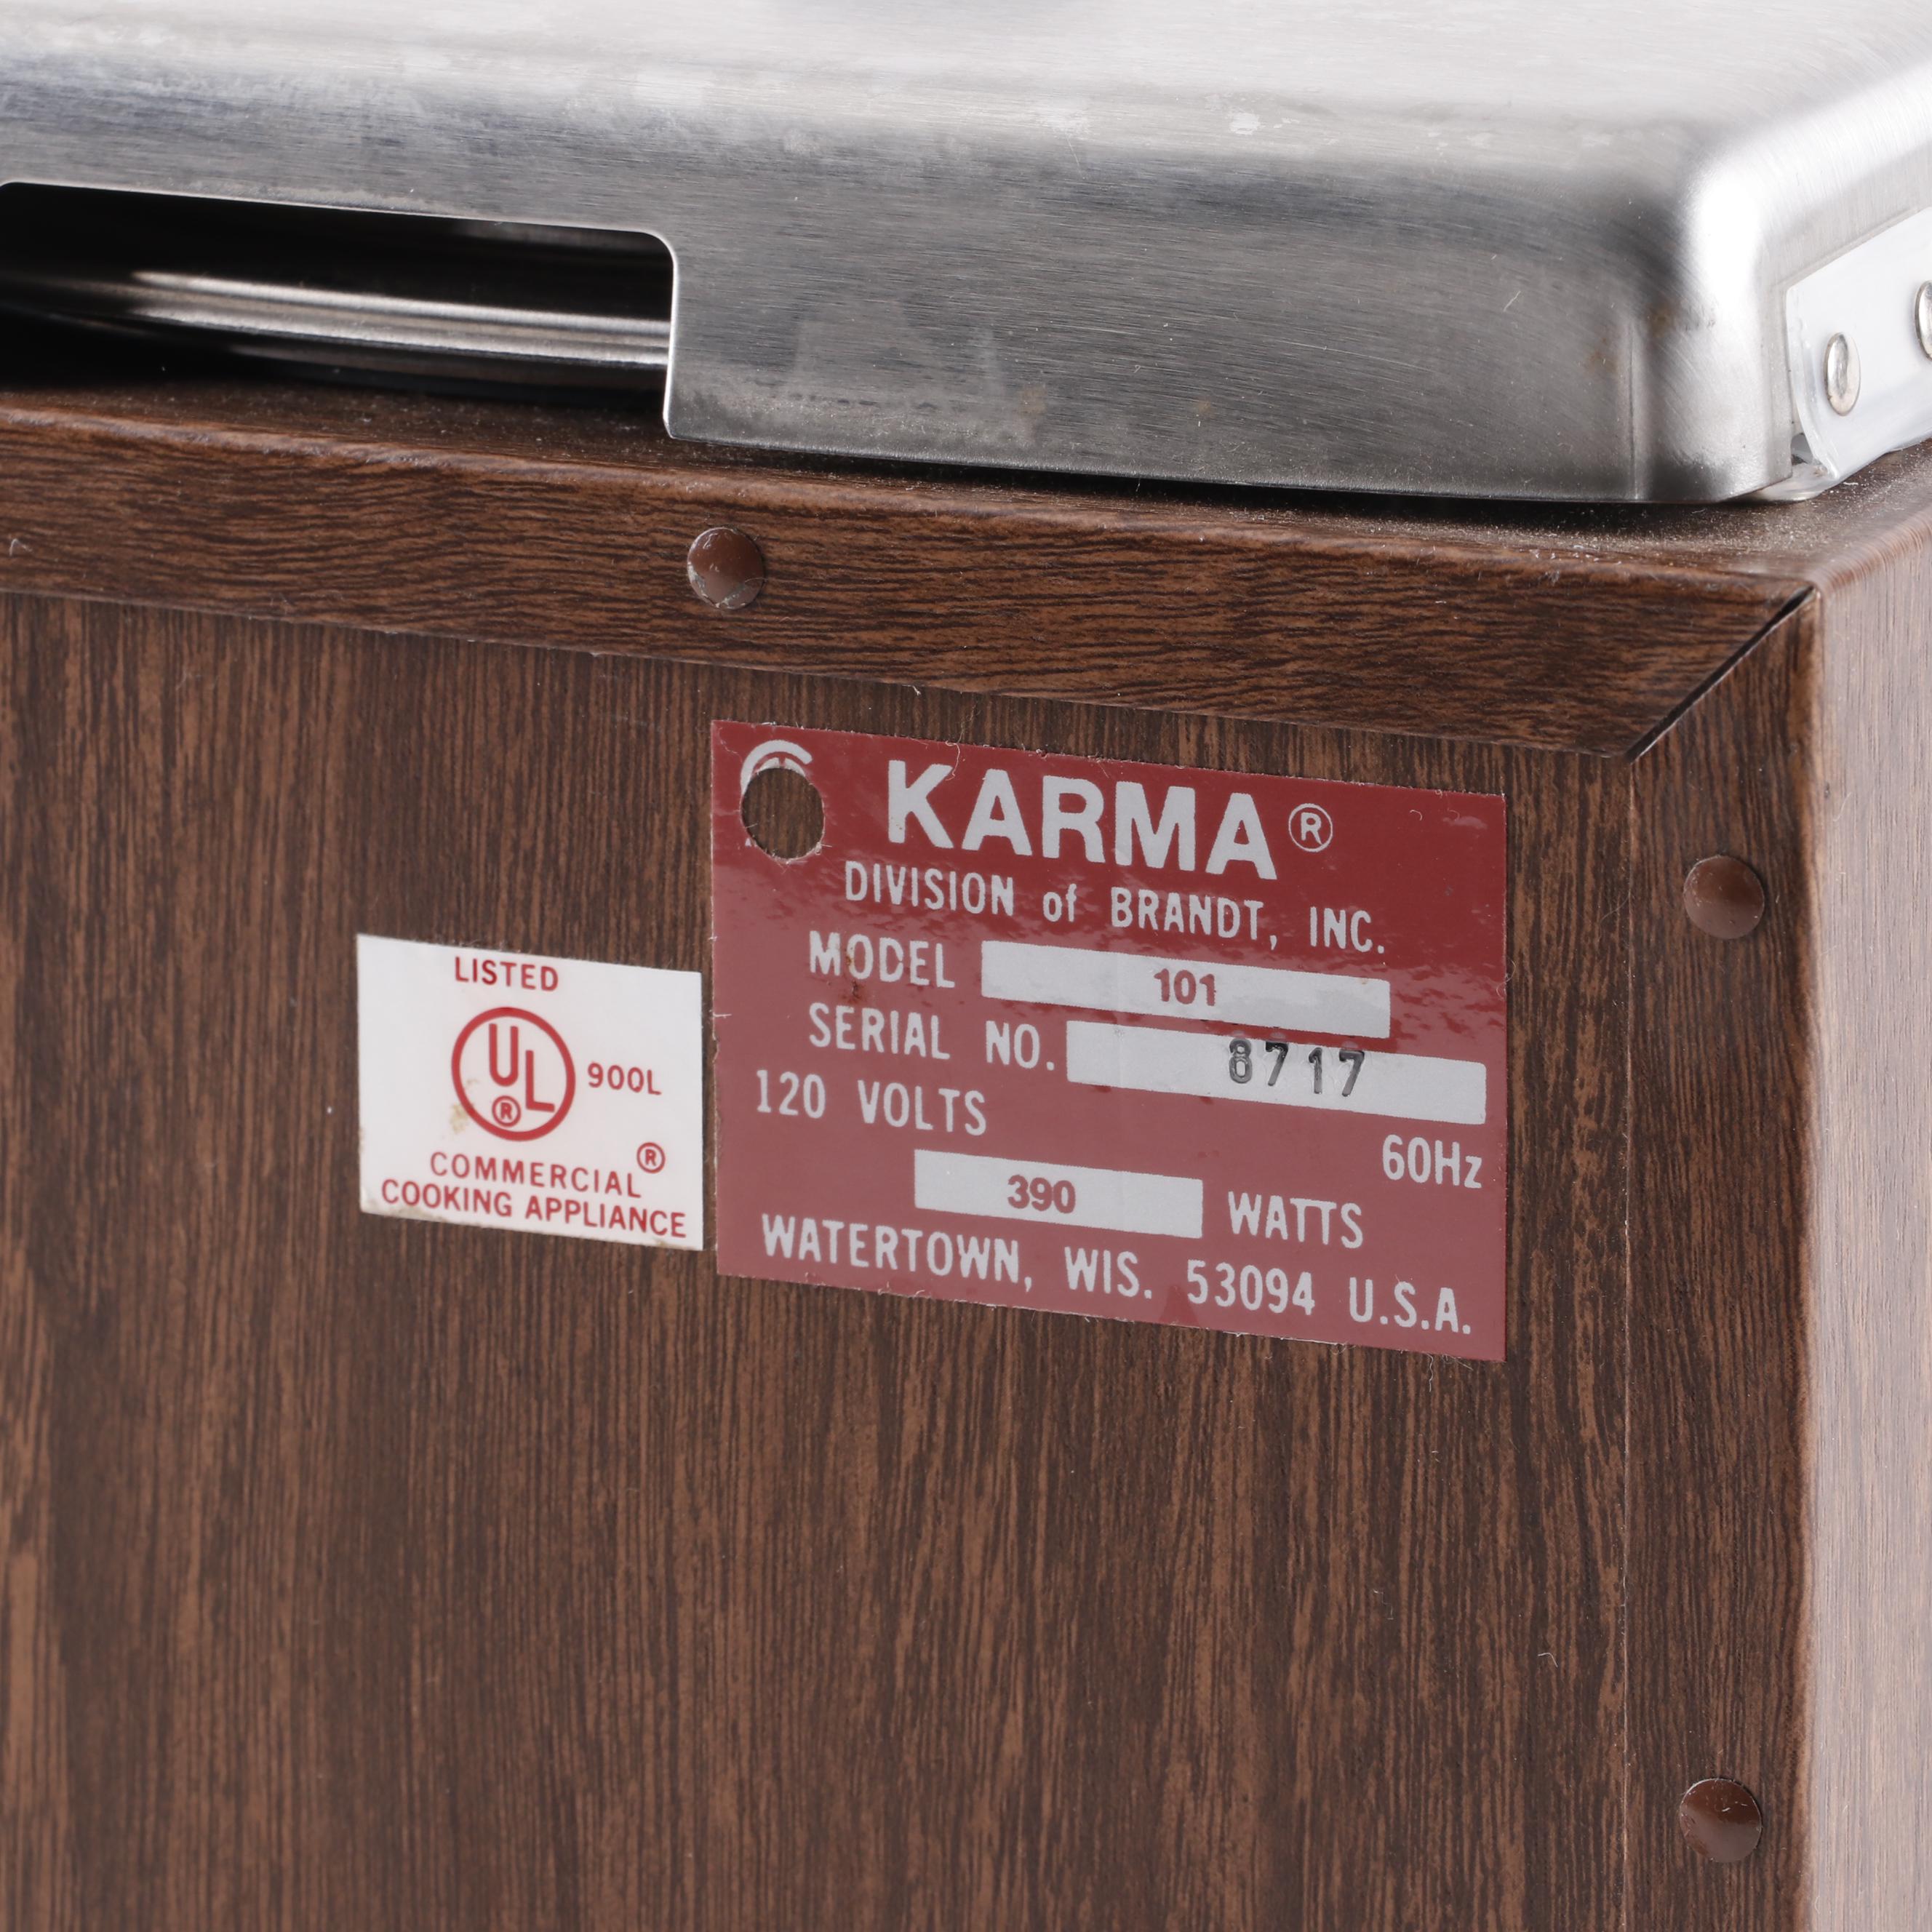 LISTED
UL ® 900L
COMMERCIAL ®
COOKING APPLIANCE
KARMA ®
DIVISION of BRANDT, INC.
MODEL 101
SERIAL NO. 8717
120 VOLTS 60Hz
390 WATTS
WATERTOWN, WIS. 53094 U.S.A.